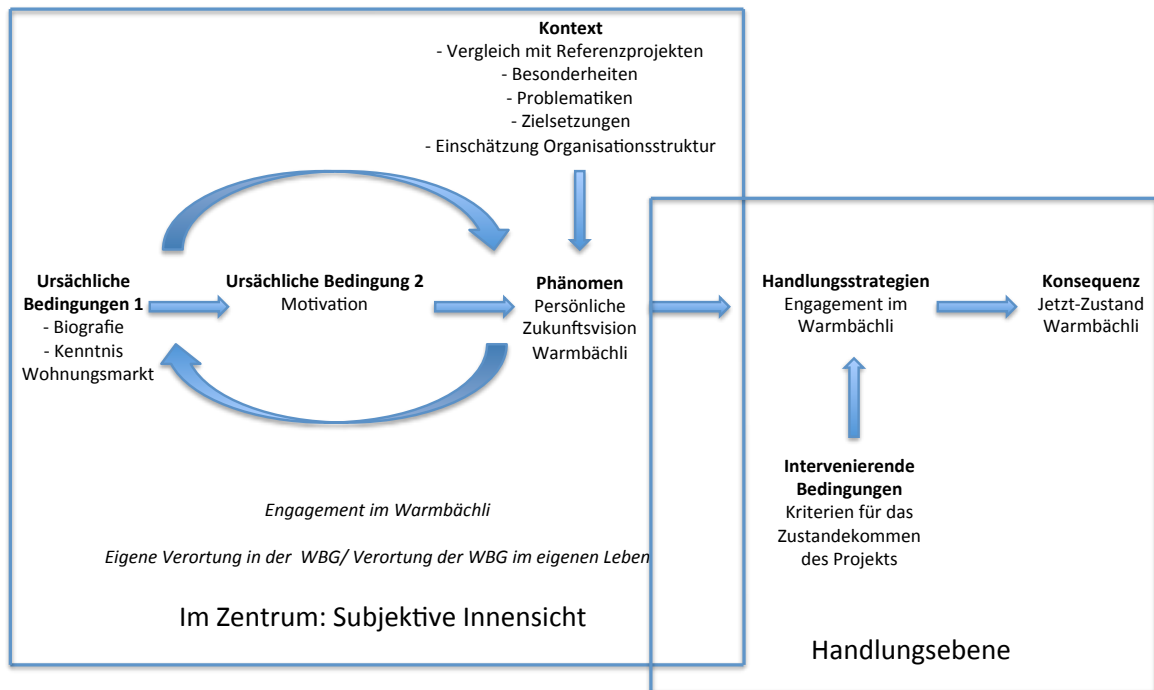 Kontext
- Vergleich mit Referenzprojekten
- Besonderheiten
- Problematiken
- Zielsetzungen
- Einschätzung Organisationsstruktur
Ursächliche
Bedingungen 1
- Biografie
- Kenntnis
Wohnungsmarkt
Ursächliche Bedingung 2
Motivation
Phänomen
Persönliche
Zukunftsvision
Warmbächli
Handlungsstrategien
Engagement im
Warmbächli
Konsequenz
Jetzt-Zustand
Warmbächli
Intervenierende
Bedingungen
Kriterien für das
Zustandekommen
des Projekts
Engagement im Warmbächli
Eigene Verortung in der WBG/ Verortung der WBG im eigenen Leben
Im Zentrum: Subjektive Innensicht
Handlungsebene